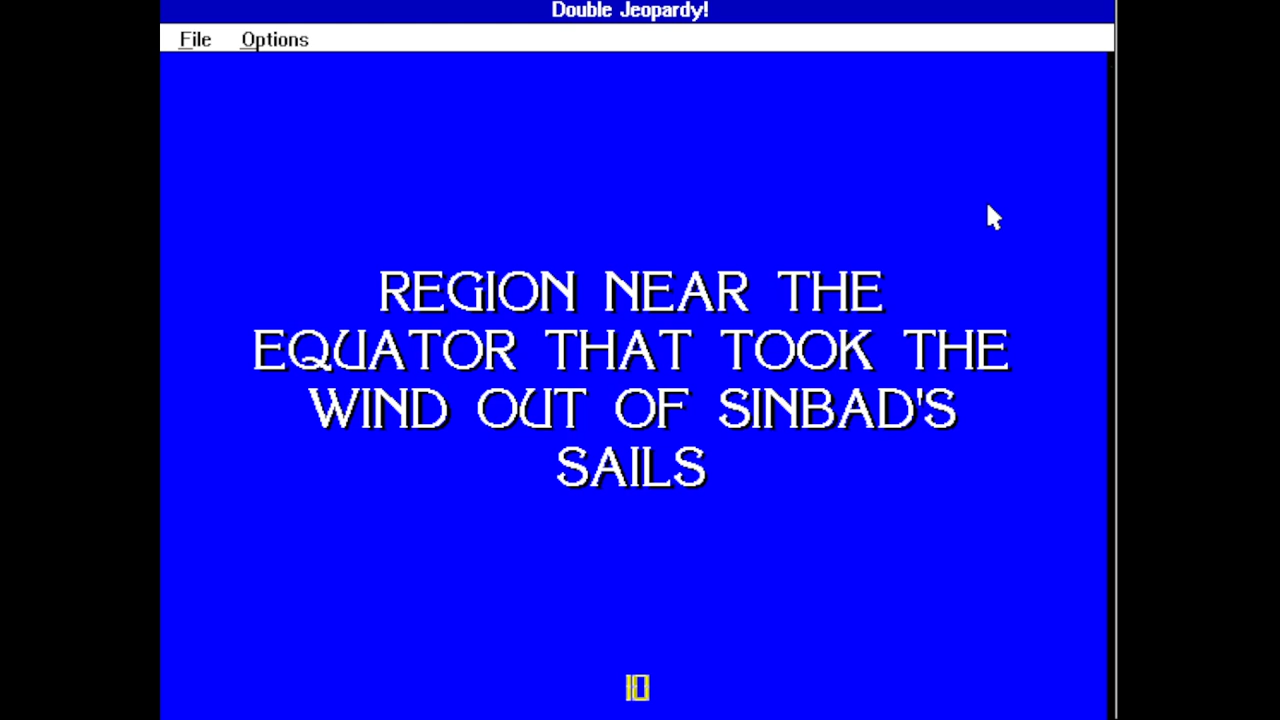 Double Jeopardy!
File Options
REGION NEAR THE
EQUATOR THAT TOOK THE
WIND OUT OF SINBAD'S
SAILS
10